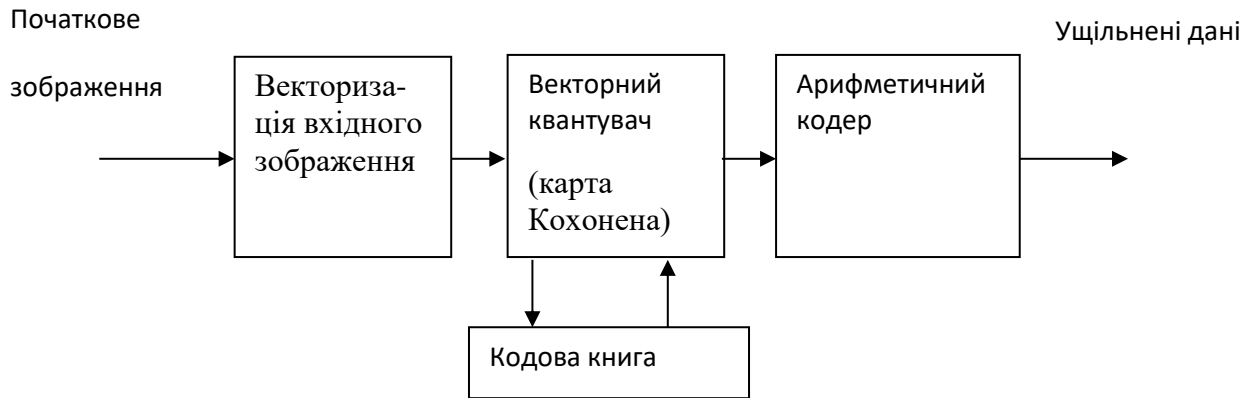 Початкове
зображення
Ущільнені дані
Векториза-
ція вхідного
зображення
Векторний
квантувач
(карта
Кохонена)
Арифметичний
кодер
Кодова книга